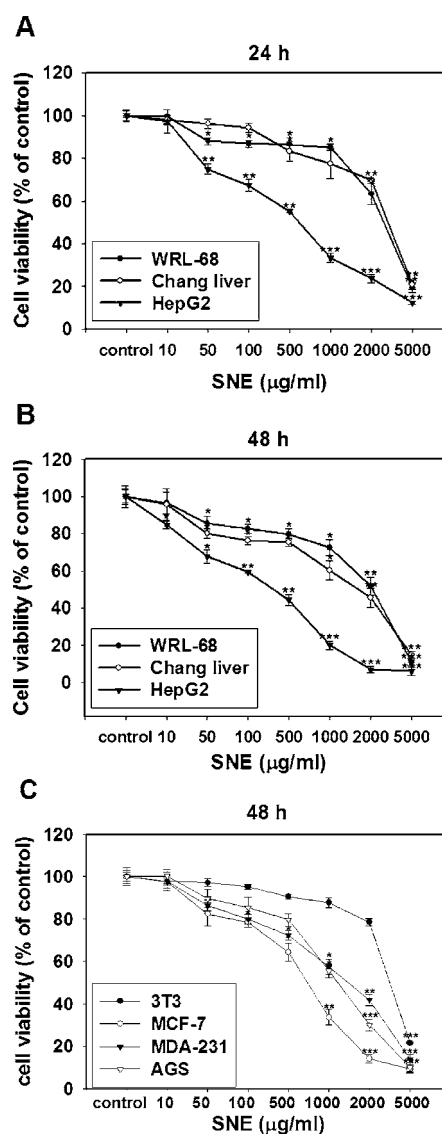 A
24 h
Cell viability (% of control)
120
100
80
60
40
20
0
WRL-68
Chang liver
HepG2
control 10 50 100 500 1000 2000 5000
SNE (µg/ml)
B
48 h
Cell viability (% of control)
120
100
80
60
40
20
0
WRL-68
Chang liver
HepG2
control 10 50 100 500 1000 2000 5000
SNE (µg/ml)
C
48 h
cell viability (% of control)
120
100
80
60
40
20
0
3T3
MCF-7
MDA-231
AGS
control 10 50 100 500 1000 2000 5000
SNE (µg/ml)